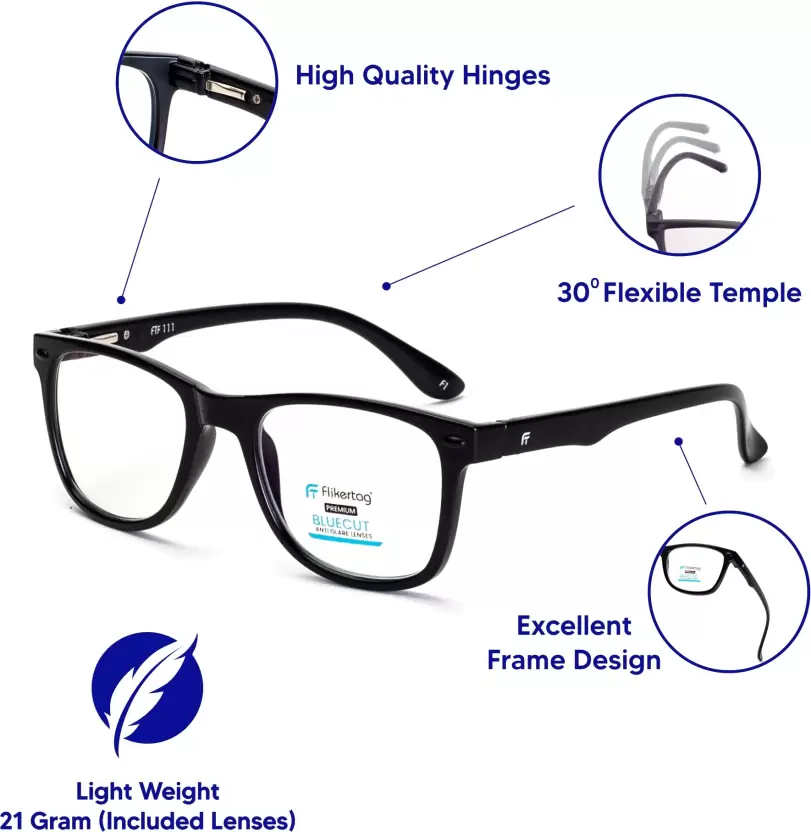 High Quality Hinges
30⁰ Flexible Temple
FTF 111
FT
Flikertag®
PREMIUM
BLUECUT
ANTI GLARE LENSES
Excellent
Frame Design
Light Weight
21 Gram (Included Lenses)